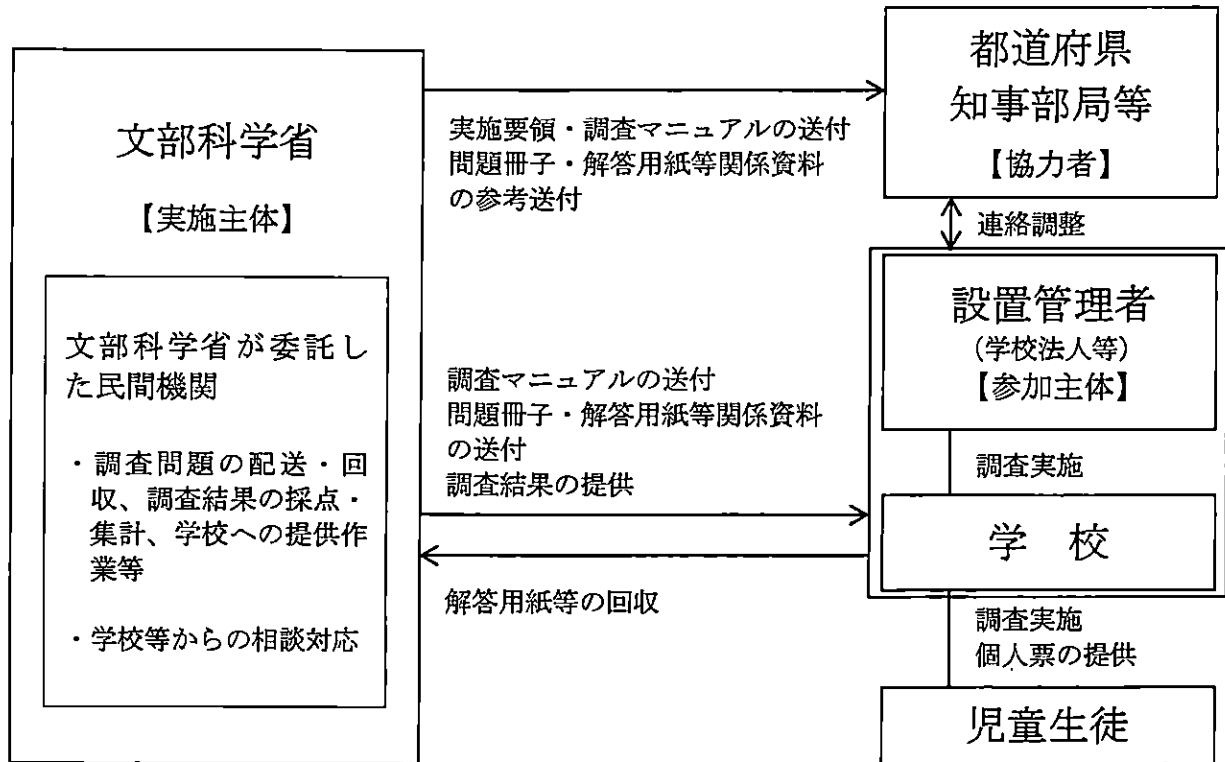 文部科学省
【実施主体】
文部科学省が委託し
た民間機関
・調査問題の配送・回
収、調査結果の採点・
集計、学校への提供作
業等
・学校等からの相談対応
実施要領・調査マニュアルの送付
問題冊子・解答用紙等関係資料
の参考送付
調査マニュアルの送付
問題冊子・解答用紙等関係資料
の送付
調査結果の提供
解答用紙等の回収
都道府県
知事部局等
【協力者】
連絡調整
設置管理者
(学校法人等)
【参加主体】
調査実施
学 校
調査実施
個人票の提供
児童生徒